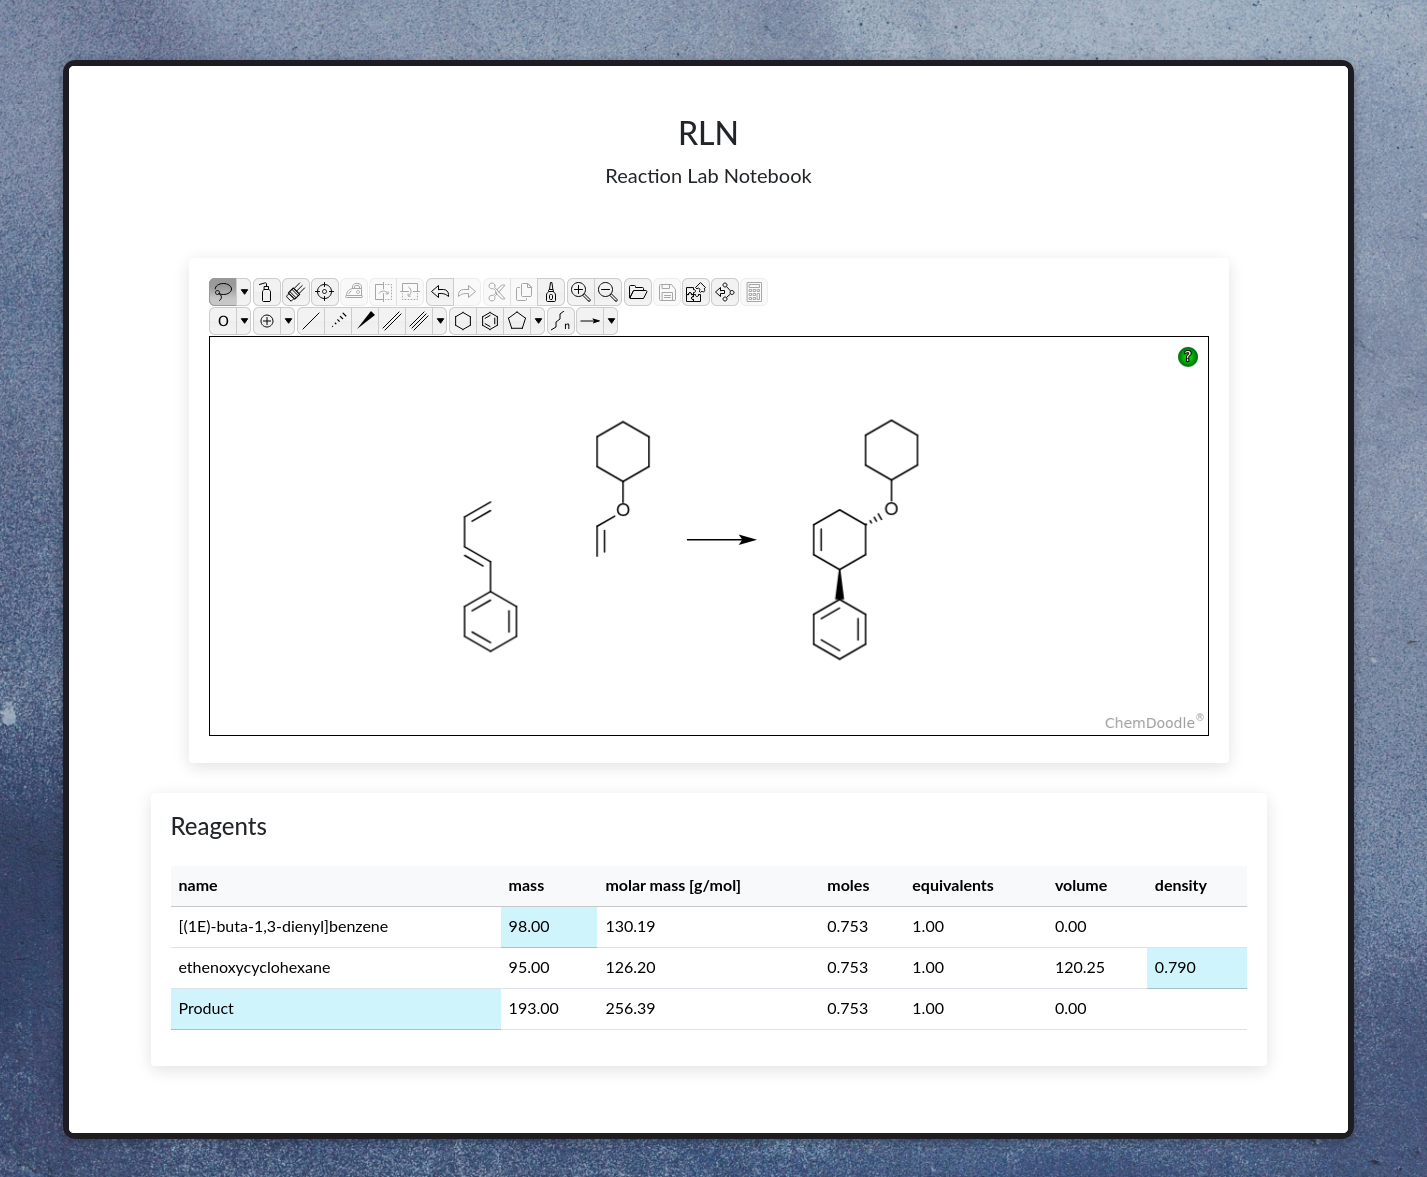 RLN
Reaction Lab Notebook
O
n
?
O
O
ChemDoodle®
Reagents
name mass molar mass [g/mol] moles equivalents volume density
[(1E)-buta-1,3-dienyl]benzene 98.00 130.19 0.753 1.00 0.00
ethenoxycyclohexane 95.00 126.20 0.753 1.00 120.25 0.790
Product 193.00 256.39 0.753 1.00 0.00